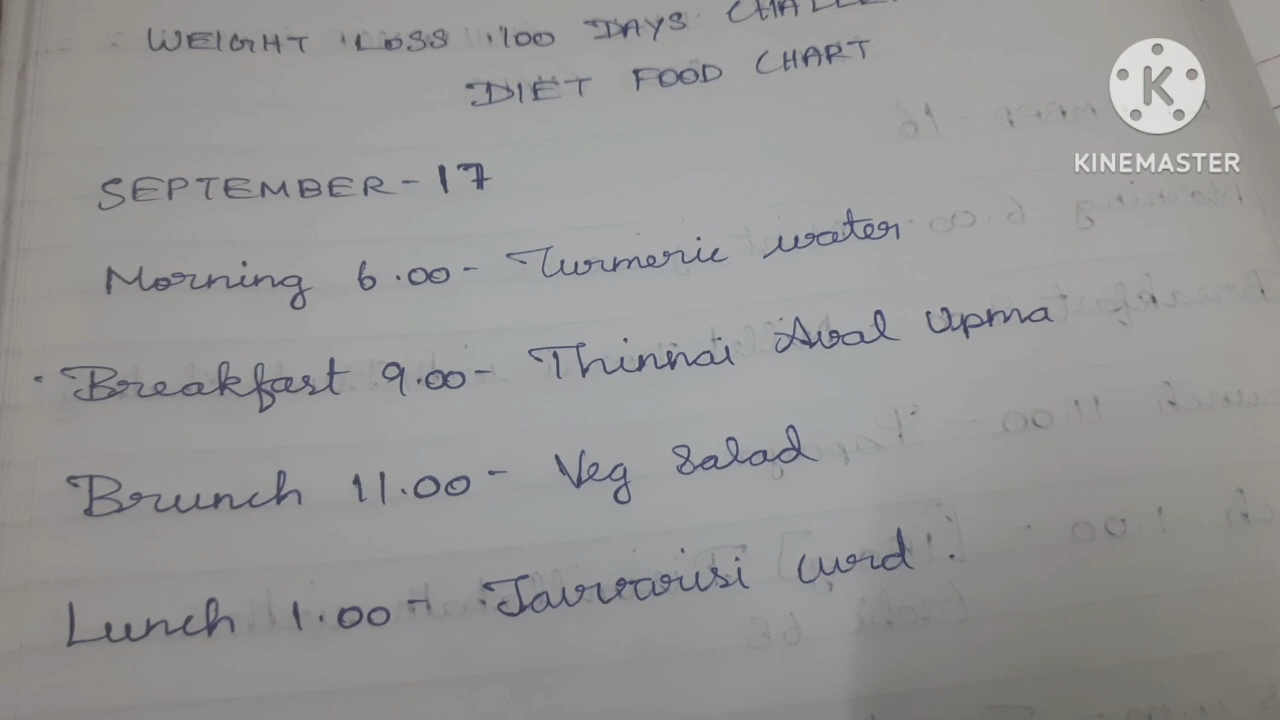 WEIGHT LOSS 100 DAYS
DIET FOOD CHART
K
KINEMASTER
SEPTEMBER-17
Morning 6.00- Turmeric water
Breakfast 9.00- Thinnai Aval Upma
Brunch 11.00- Veg Salad
Lunch 1.00- Javvarisi Curd.